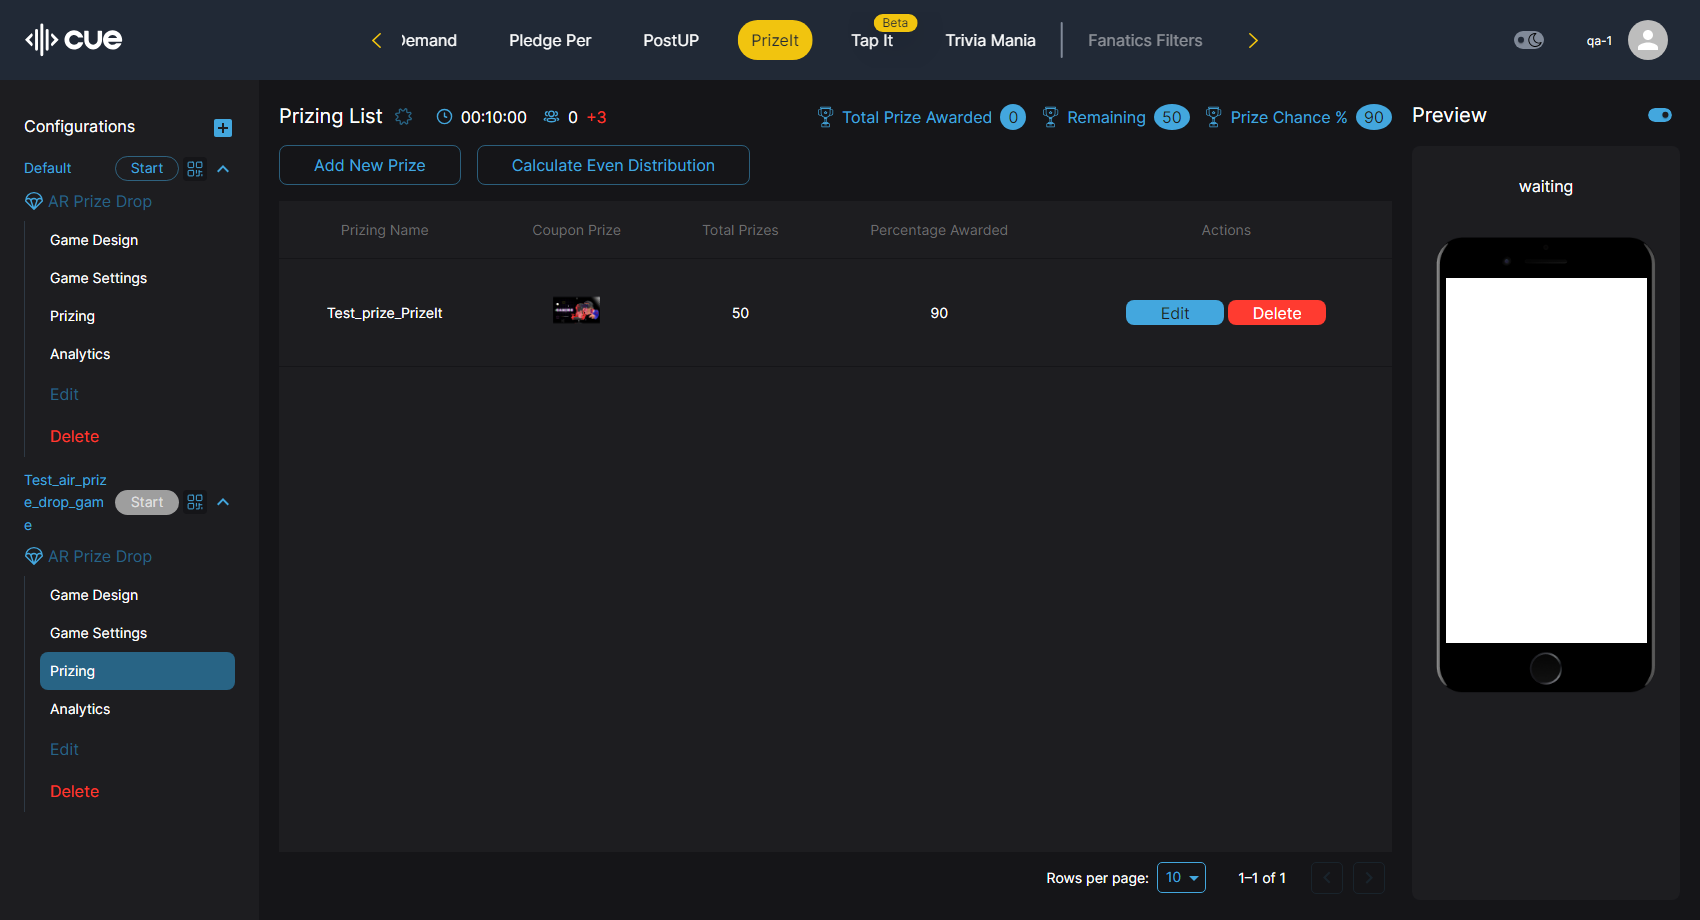 cue
Demand
Pledge Per
PostUP
PrizeIt
Beta
Tap It
Trivia Mania
Fanatics Filters
qa-1
Configurations
Default
Start
AR Prize Drop
Game Design
Game Settings
Prizing
Analytics
Edit
Delete
Test_air_priz
e_drop_gam
e
Start
AR Prize Drop
Game Design
Game Settings
Prizing
Analytics
Edit
Delete
Prizing List
00:10:00
0 +3
Total Prize Awarded 0
Remaining 50
Prize Chance % 90
Add New Prize
Calculate Even Distribution
Prizing Name
Coupon Prize
Total Prizes
Percentage Awarded
Actions
Test_prize_PrizeIt
50
90
Edit
Delete
Rows per page: 10
1–1 of 1
Preview
waiting